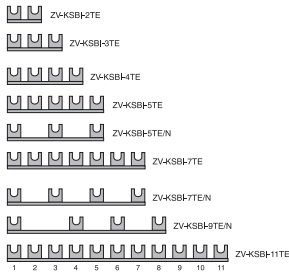 ZV-KSBI-2TE
ZV-KSBI-3TE
ZV-KSBI-4TE
ZV-KSBI-5TE
ZV-KSBI-5TE/N
ZV-KSBI-7TE
ZV-KSBI-7TE/N
ZV-KSBI-9TE/N
ZV-KSBI-11TE
1 2 3 4 5 6 7 8 9 10 11